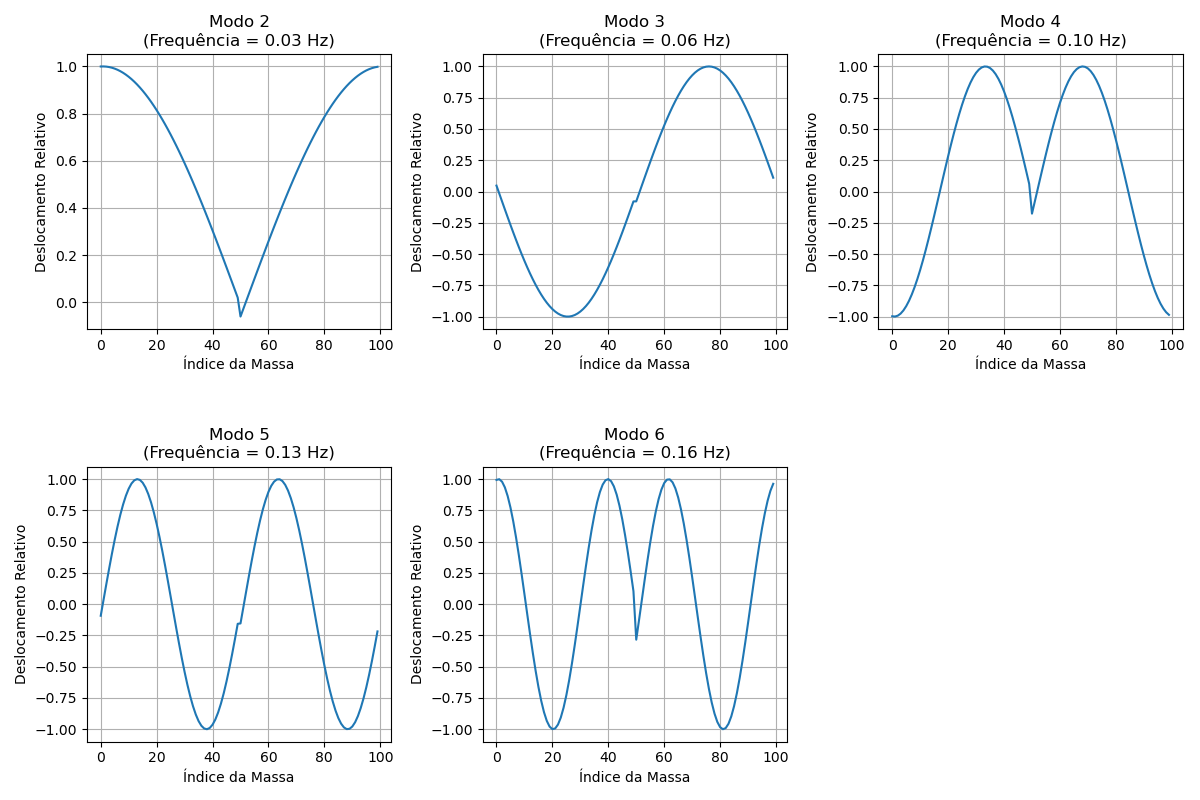 Modo 2
(Frequência = 0.03 Hz)
Deslocamento Relativo
1.0
0.8
0.6
0.4
0.2
0.0
0 20 40 60 80 100
Índice da Massa
Modo 3
(Frequência = 0.06 Hz)
Deslocamento Relativo
1.00
0.75
0.50
0.25
0.00
−0.25
−0.50
−0.75
−1.00
0 20 40 60 80 100
Índice da Massa
Modo 4
(Frequência = 0.10 Hz)
Deslocamento Relativo
1.00
0.75
0.50
0.25
0.00
−0.25
−0.50
−0.75
−1.00
0 20 40 60 80 100
Índice da Massa
Modo 5
(Frequência = 0.13 Hz)
Deslocamento Relativo
1.00
0.75
0.50
0.25
0.00
−0.25
−0.50
−0.75
−1.00
0 20 40 60 80 100
Índice da Massa
Modo 6
(Frequência = 0.16 Hz)
Deslocamento Relativo
1.00
0.75
0.50
0.25
0.00
−0.25
−0.50
−0.75
−1.00
0 20 40 60 80 100
Índice da Massa